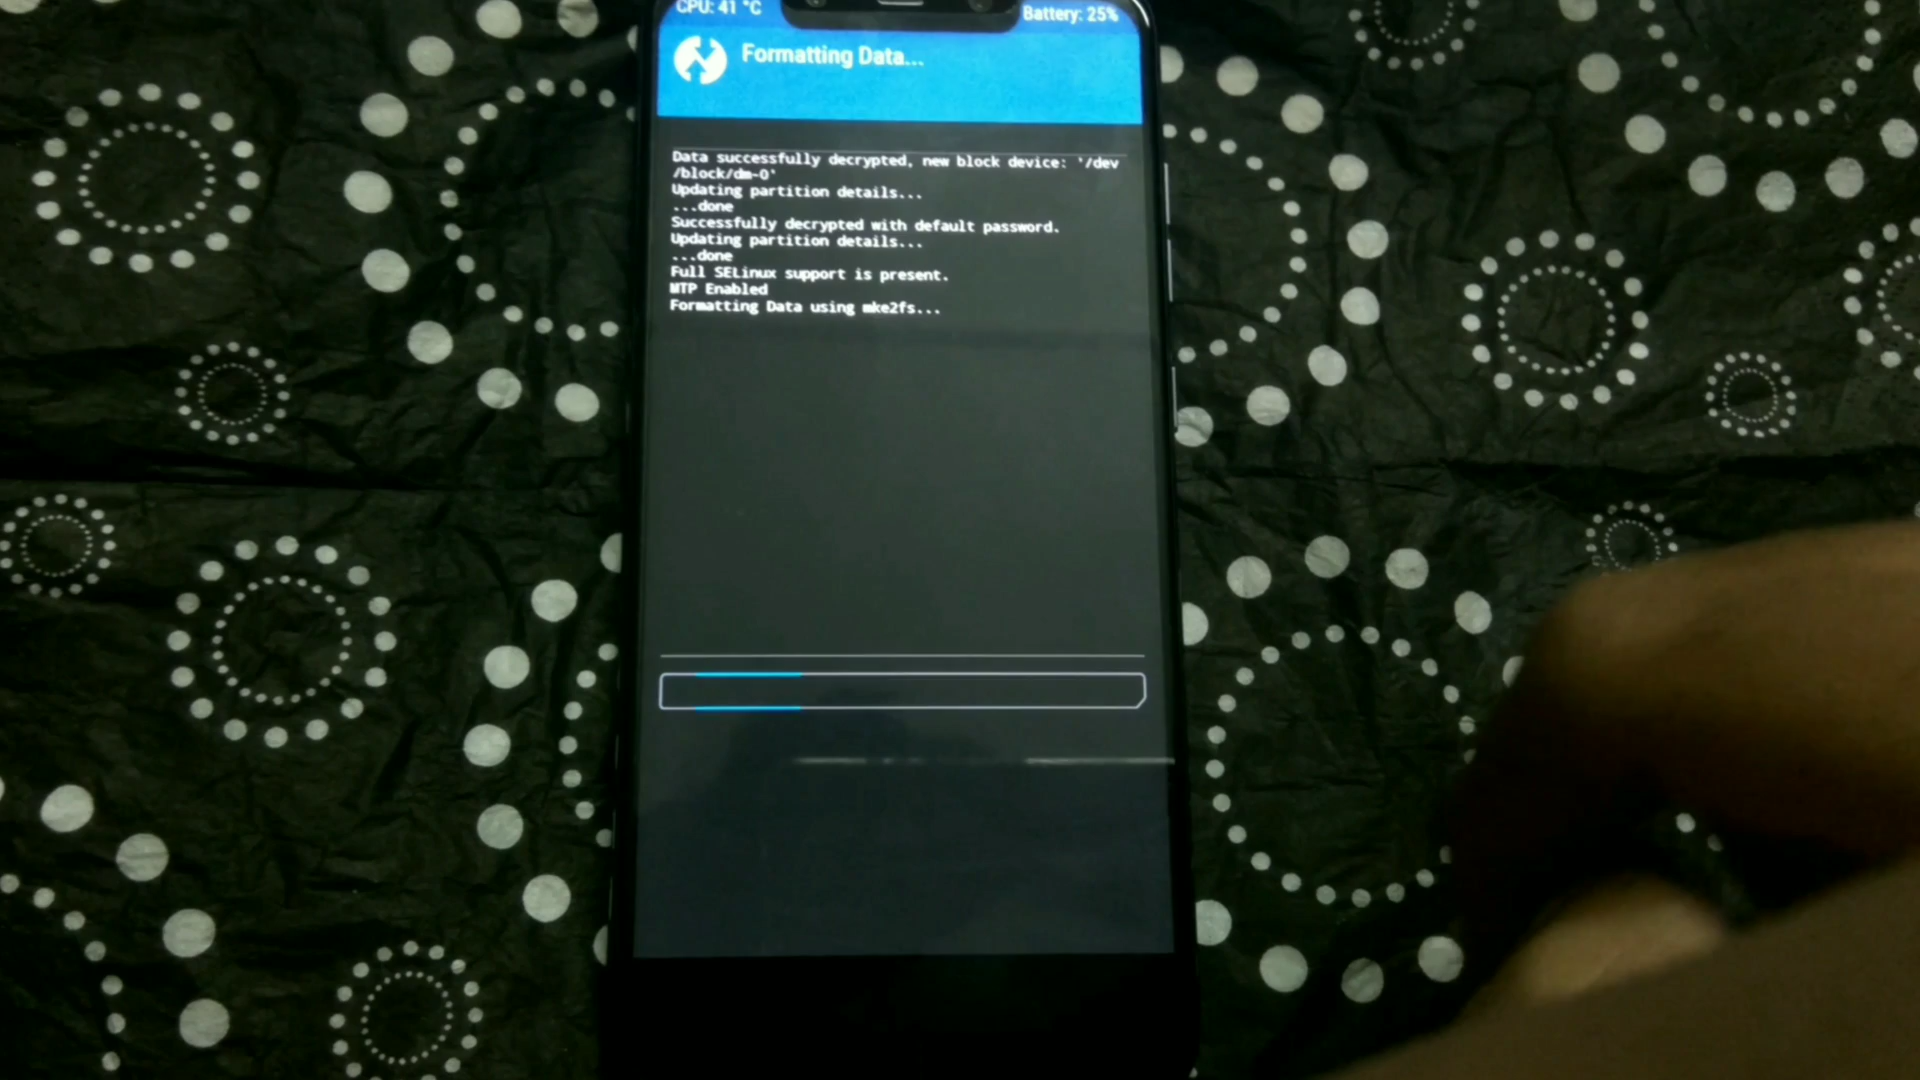 CPU: 41 °C
Battery: 25%
Formatting Data...
Data successfully decrypted, new block device: '/dev
/block/dm-0'
Updating partition details...
...done
Successfully decrypted with default password.
Updating partition details...
...done
Full SELinux support is present.
MTP Enabled
Formatting Data using mke2fs...